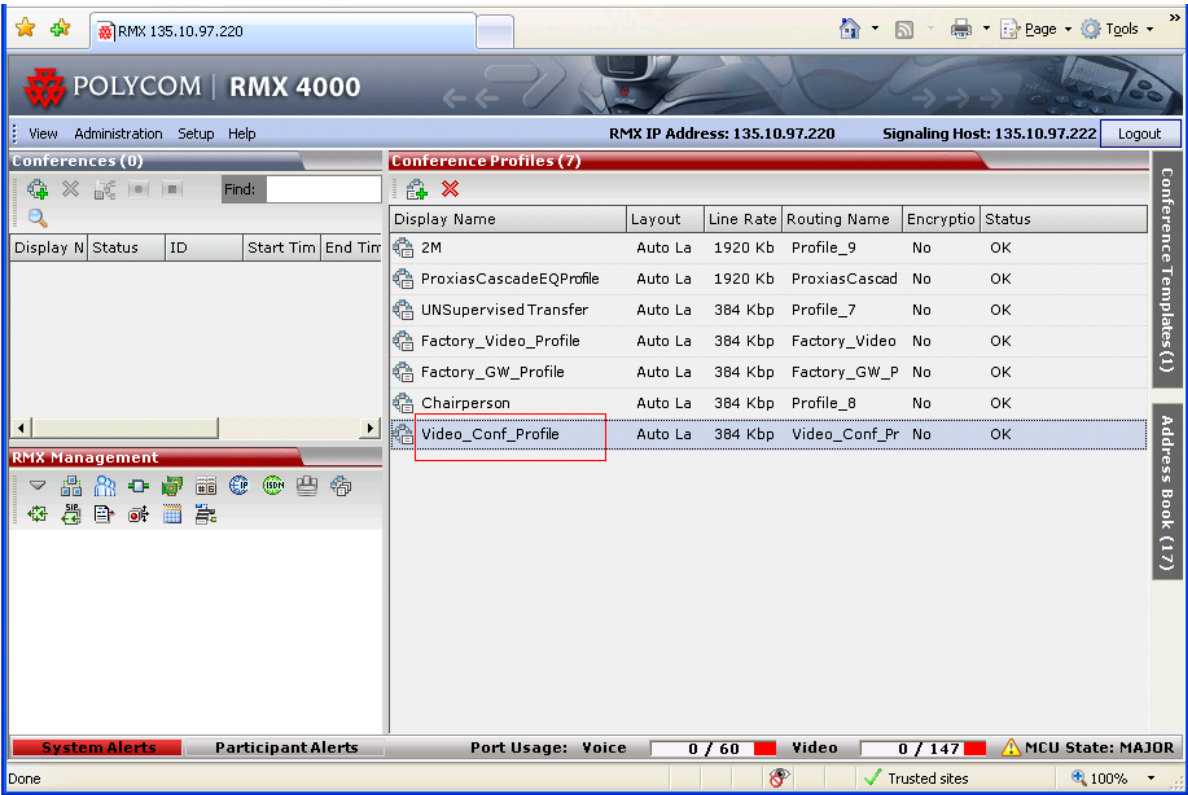 RMX 135.10.97.220
Page Tools »
POLYCOM | RMX 4000
View Administration Setup Help RMX IP Address: 135.10.97.220 Signaling Host: 135.10.97.222 Logout
Conferences (0)
Find:
Display N Status ID Start Tim End Tim
RMX Management
Conference Profiles (7)
Display Name Layout Line Rate Routing Name Encryptio Status
2M Auto La 1920 Kb Profile_9 No OK
ProxiasCascadeEQProfile Auto La 1920 Kb ProxiasCascad No OK
UNSupervised Transfer Auto La 384 Kbp Profile_7 No OK
Factory_Video_Profile Auto La 384 Kbp Factory_Video No OK
Factory_GW_Profile Auto La 384 Kbp Factory_GW_P No OK
Chairperson Auto La 384 Kbp Profile_8 No OK
Video_Conf_Profile Auto La 384 Kbp Video_Conf_Pr No OK
Conference Templates (1)
Address Book (17)
System Alerts Participant Alerts Port Usage: Voice 0 / 60 Video 0 / 147 MCU State: MAJOR
Done Trusted sites 100%